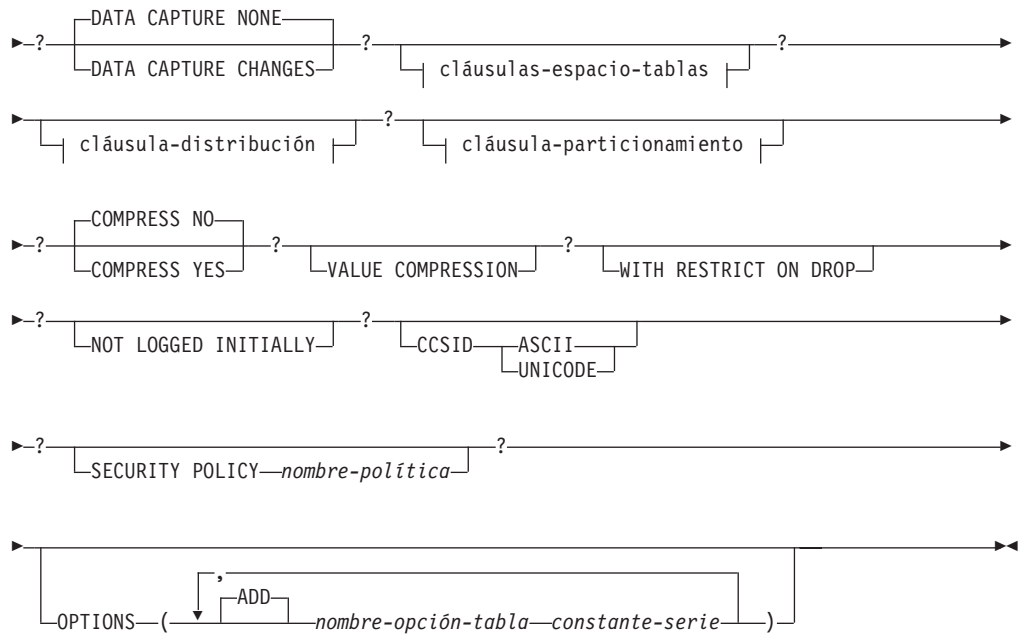 DATA CAPTURE NONE
? ? ?
DATA CAPTURE CHANGES cláusulas-espacio-tablas
?
cláusula-distribución cláusula-particionamiento
COMPRESS NO
? ? ?
COMPRESS YES VALUE COMPRESSION WITH RESTRICT ON DROP
? ?
NOT LOGGED INITIALLY CCSID ASCII
UNICODE
? ?
SECURITY POLICY nombre-política
,
ADD
OPTIONS ( nombre-opción-tabla constante-serie )